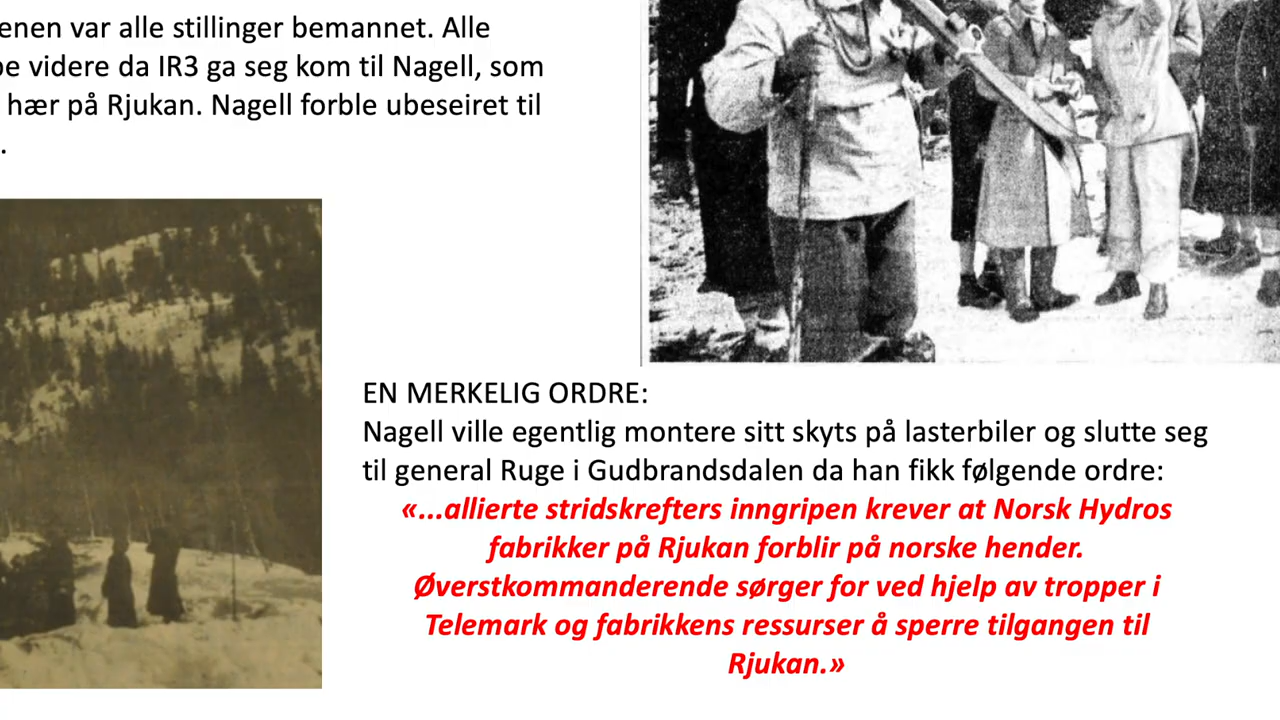 enen var alle stillinger bemannet. Alle
pe videre da IR3 ga seg kom til Nagell, som
hær på Rjukan. Nagell forble ubeseiret til
.
EN MERKELIG ORDRE:
Nagell ville egentlig montere sitt skyts på lasterbiler og slutte seg
til general Ruge i Gudbrandsdalen da han fikk følgende ordre:
«...allierte stridskrefters inngripen krever at Norsk Hydros
fabrikker på Rjukan forblir på norske hender.
Øverstkommanderende sørger for ved hjelp av tropper i
Telemark og fabrikkens ressurser å sperre tilgangen til
Rjukan.»